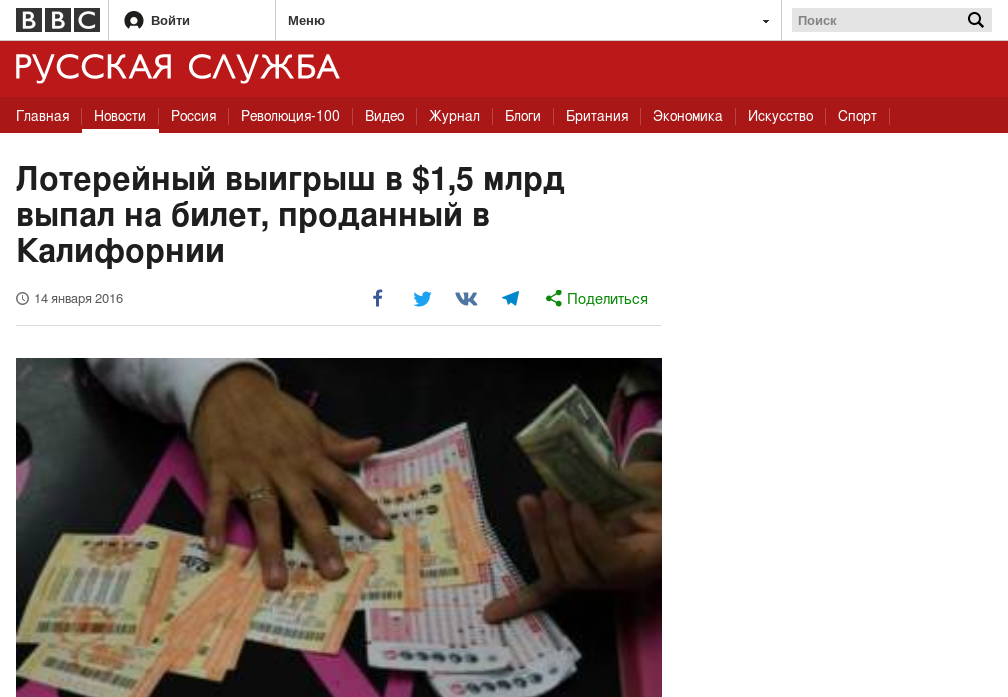 BBC Войти Меню Поиск
РУССКАЯ СЛУЖБА
Главная Новости Россия Революция-100 Видео Журнал Блоги Британия Экономика Искусство Спорт
Лотерейный выигрыш в $1,5 млрд
выпал на билет, проданный в
Калифорнии
14 января 2016 Поделиться